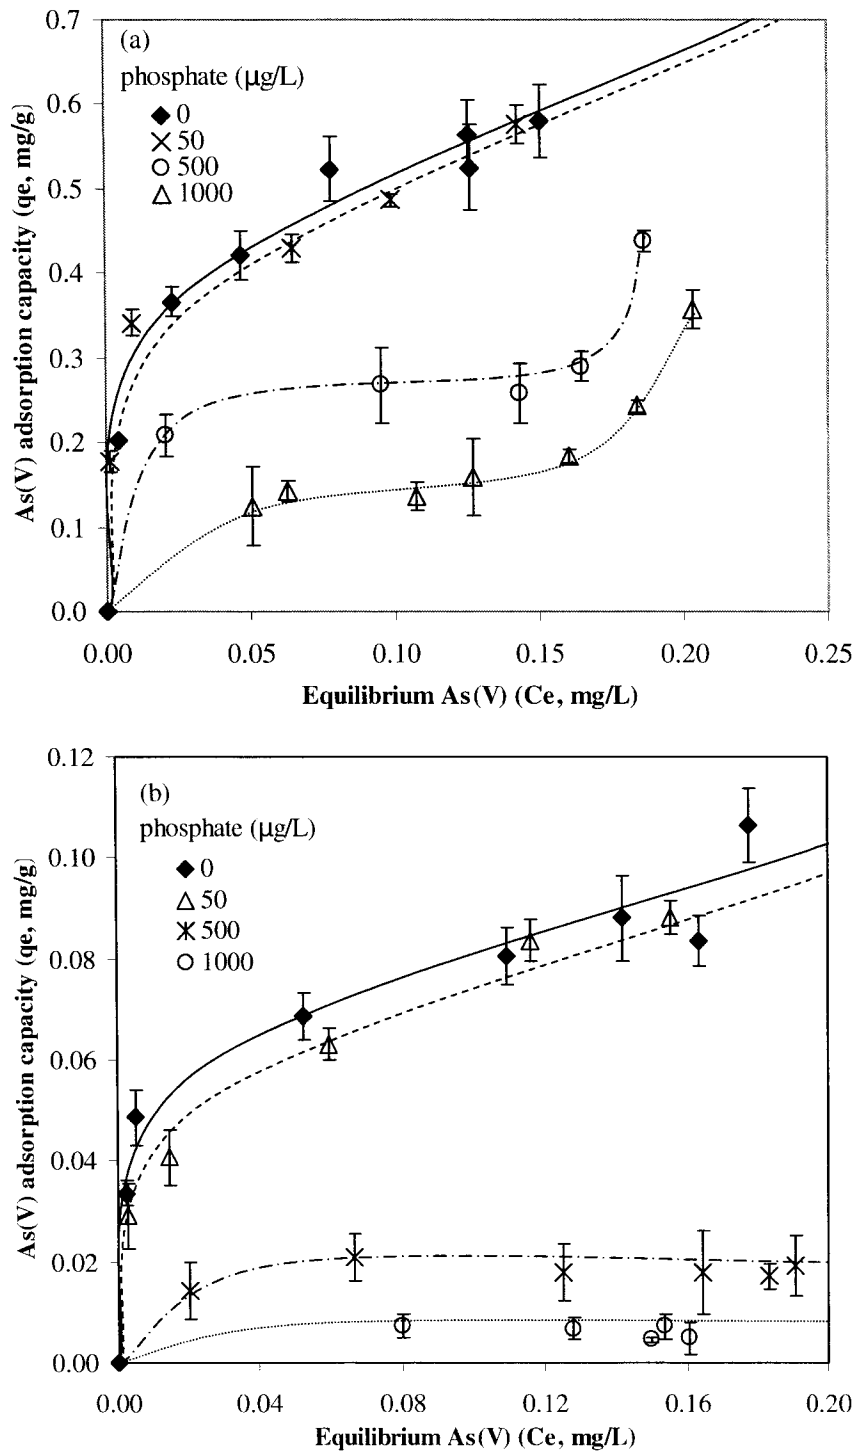 0.7
(a)
phosphate (µg/L)
0
0.6
50
500
0.5
1000
As(V) adsorption capacity (qe, mg/g)
0.4
0.3
0.2
0.1
0.0
0.00 0.05 0.10 0.15 0.20 0.25
Equilibrium As(V) (Ce, mg/L)
0.12
(b)
phosphate (µg/L)
0.10
0
50
500
1000
0.08
As(V) adsorption capacity (qe, mg/g)
0.06
0.04
0.02
0.00
0.00 0.04 0.08 0.12 0.16 0.20
Equilibrium As(V) (Ce, mg/L)